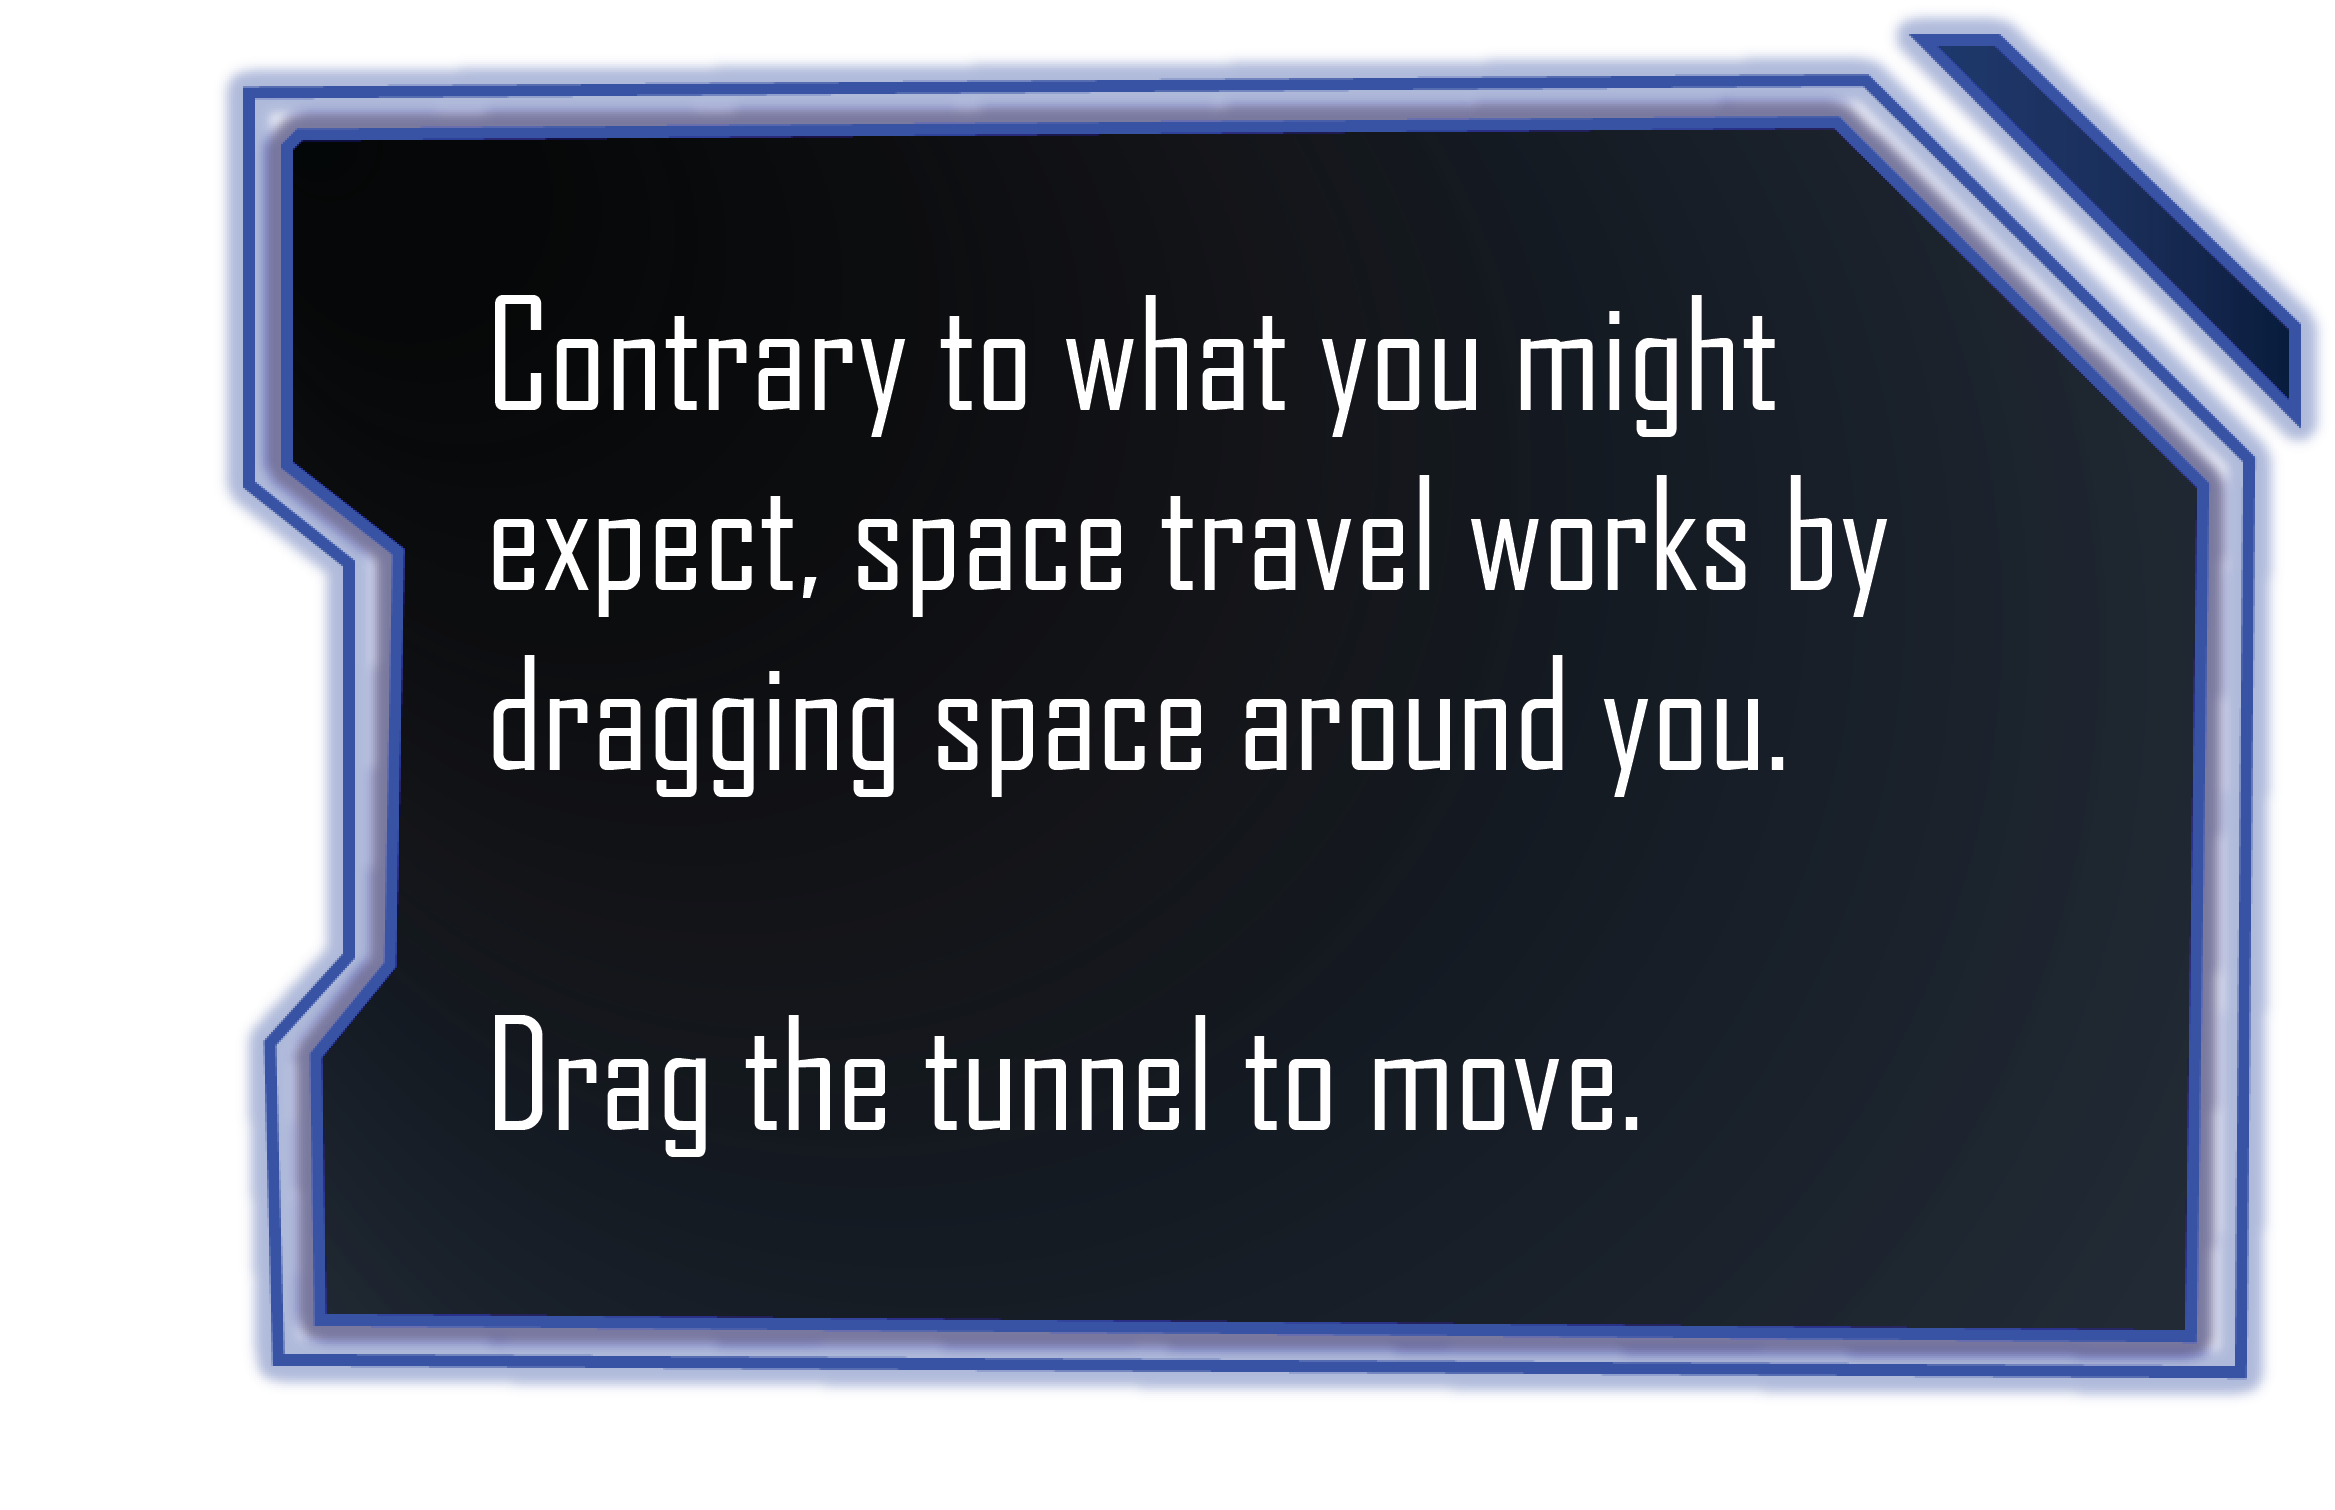 Contrary to what you might
expect, space travel works by
dragging space around you.
Drag the tunnel to move.